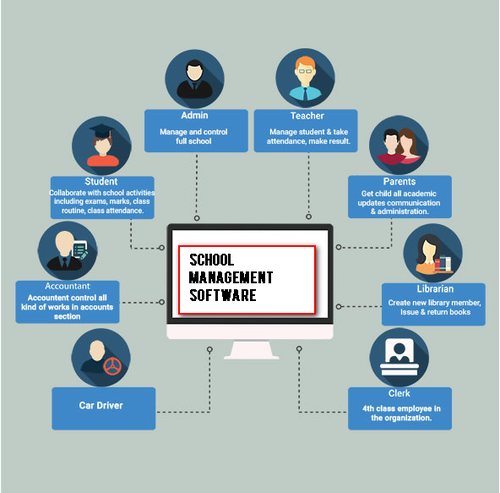 Admin
Manage and control
full school
Teacher
Manage student & take
attendance, make result.
Student
Collaborate with school activities
including exams, marks, class
routine, class attendance.
Parents
Get child all academic
updates communication
& administration.
SCHOOL
MANAGEMENT
SOFTWARE
Accountant
Accountant control all
kind of works in accounts
section
Librarian
Create new library member,
Issue & return books
Car Driver
Clerk
4th class employee in
the organization.